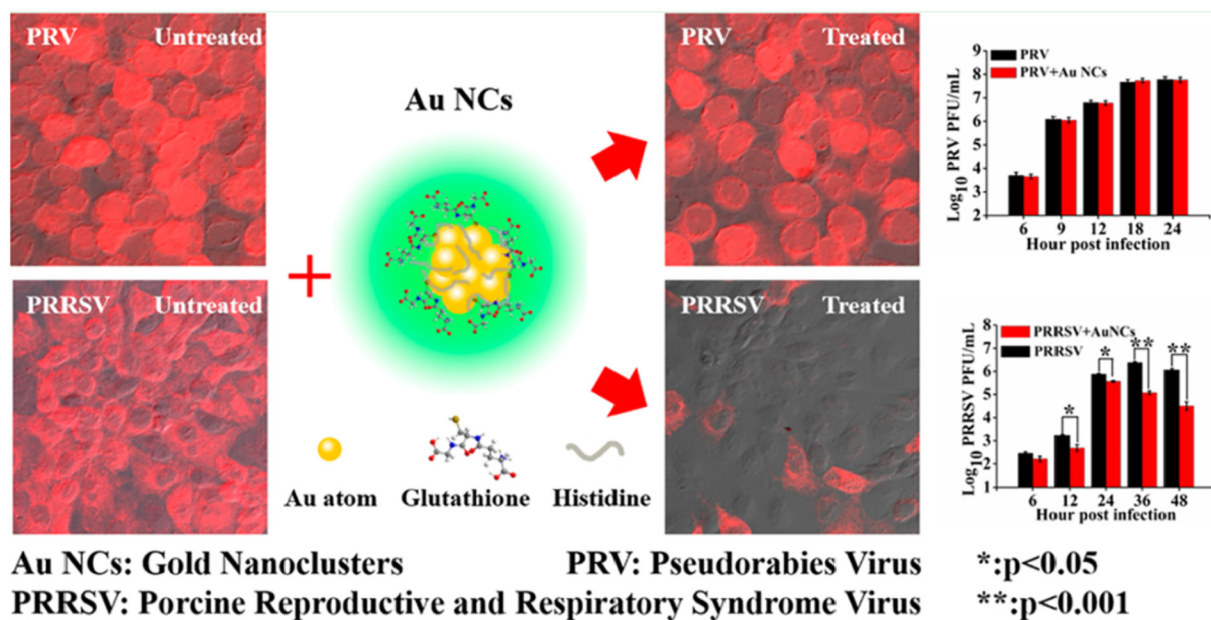 PRV Untreated
Au NCs
PRV Treated
PRV
PRV+Au NCs
Log10 PRV PFU/mL
9
8
7
6
5
4
3
2
6 9 12 18 24
Hour post infection
+
PRRSV Untreated
PRRSV Treated
PRRSV+AuNCs
PRRSV
Log10 PRRSV PFU/mL
8
7
6
5
4
3
2
1
* * ** **
6 12 24 36 48
Hour post infection
Au atom Glutathione Histidine
Au NCs: Gold Nanoclusters PRV: Pseudorabies Virus *:p<0.05
PRRSV: Porcine Reproductive and Respiratory Syndrome Virus **:p<0.001